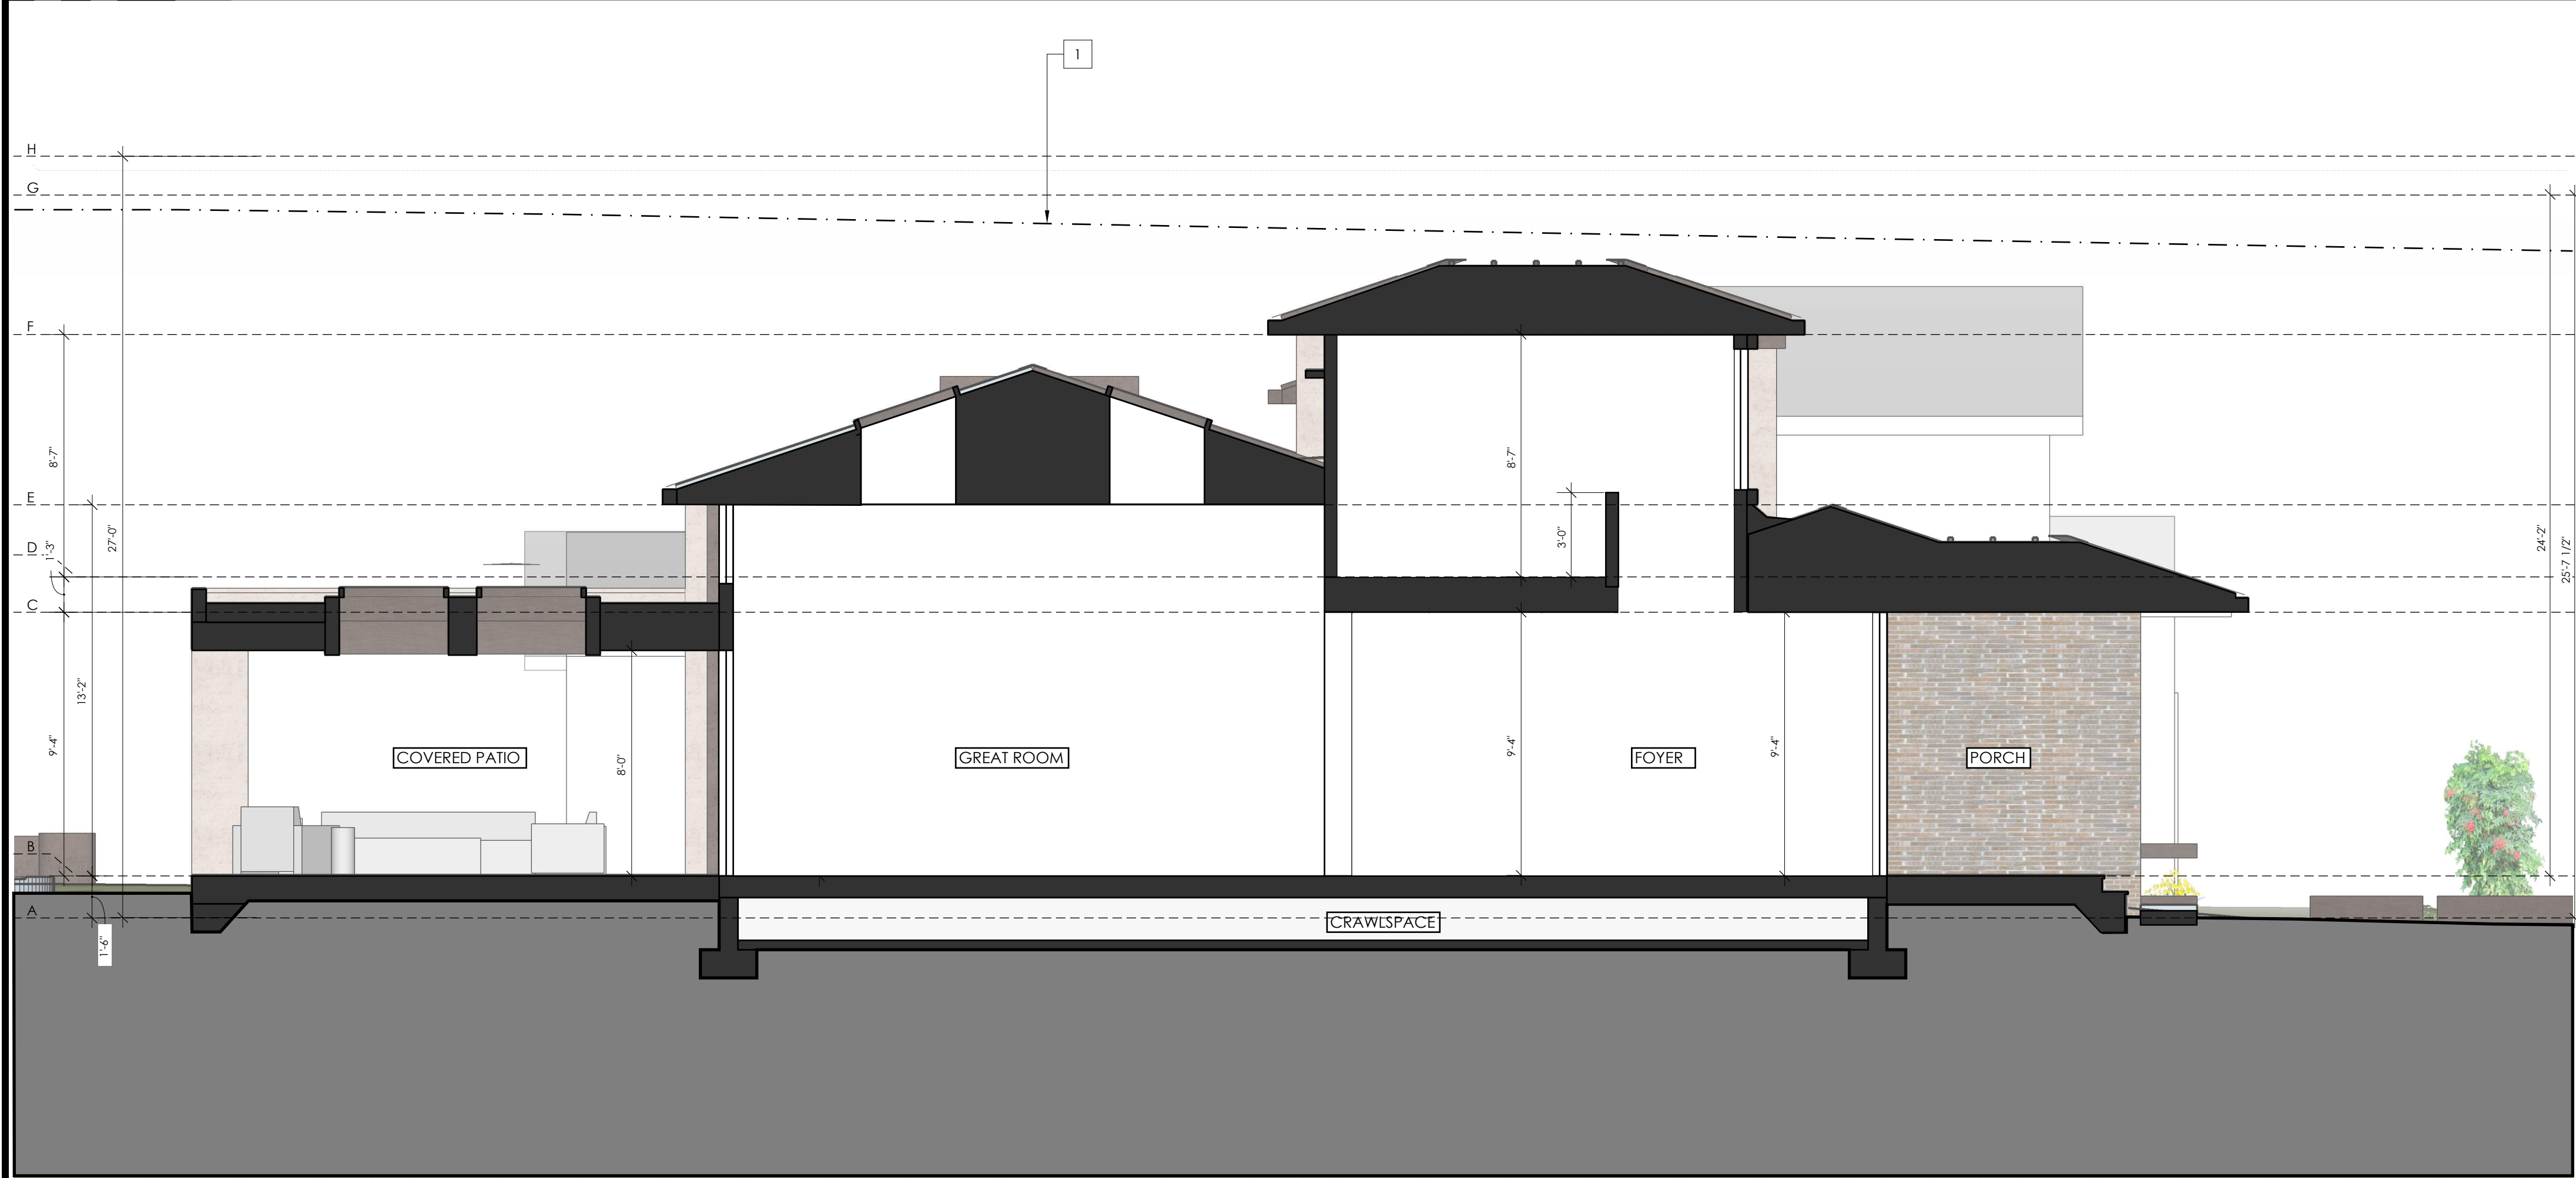 1
H
G
F
8'-7"
8'-7"
E
3'-0"
27'-0"
24'-2"
D
1'-3"
25'-7 1/2"
C
13'-2"
9'-4"
9'-4"
9'-4"
8'-0"
COVERED PATIO
GREAT ROOM
FOYER
PORCH
B
A
CRAWLSPACE
1'-6"